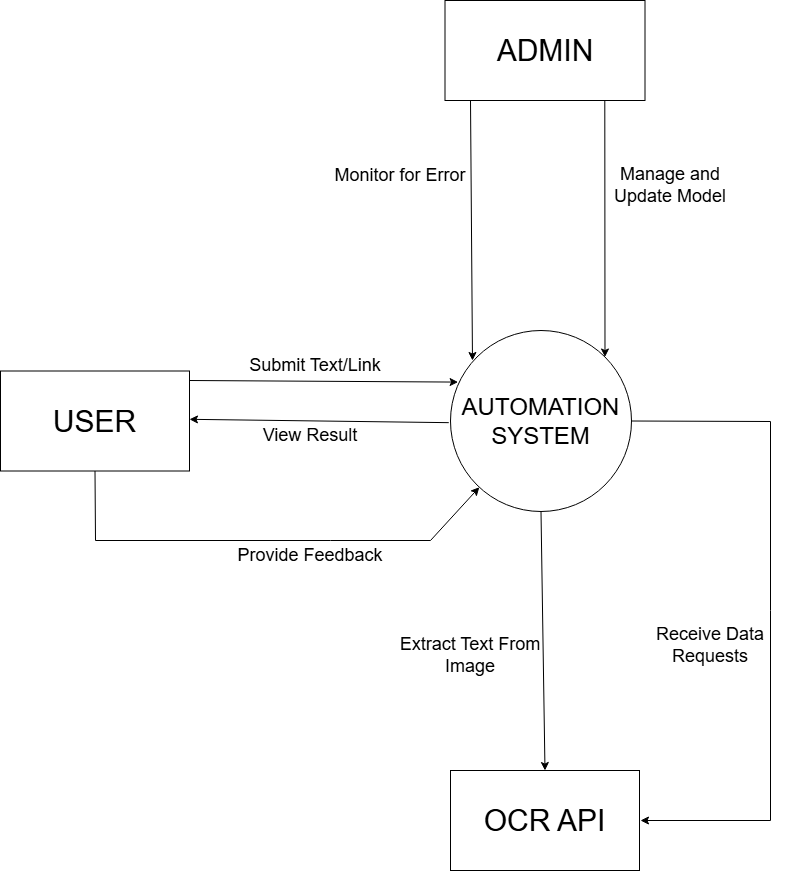 ADMIN
Monitor for Error
Manage and
Update Model
Submit Text/Link
USER
AUTOMATION
SYSTEM
View Result
Provide Feedback
Extract Text From
Image
Receive Data
Requests
OCR API